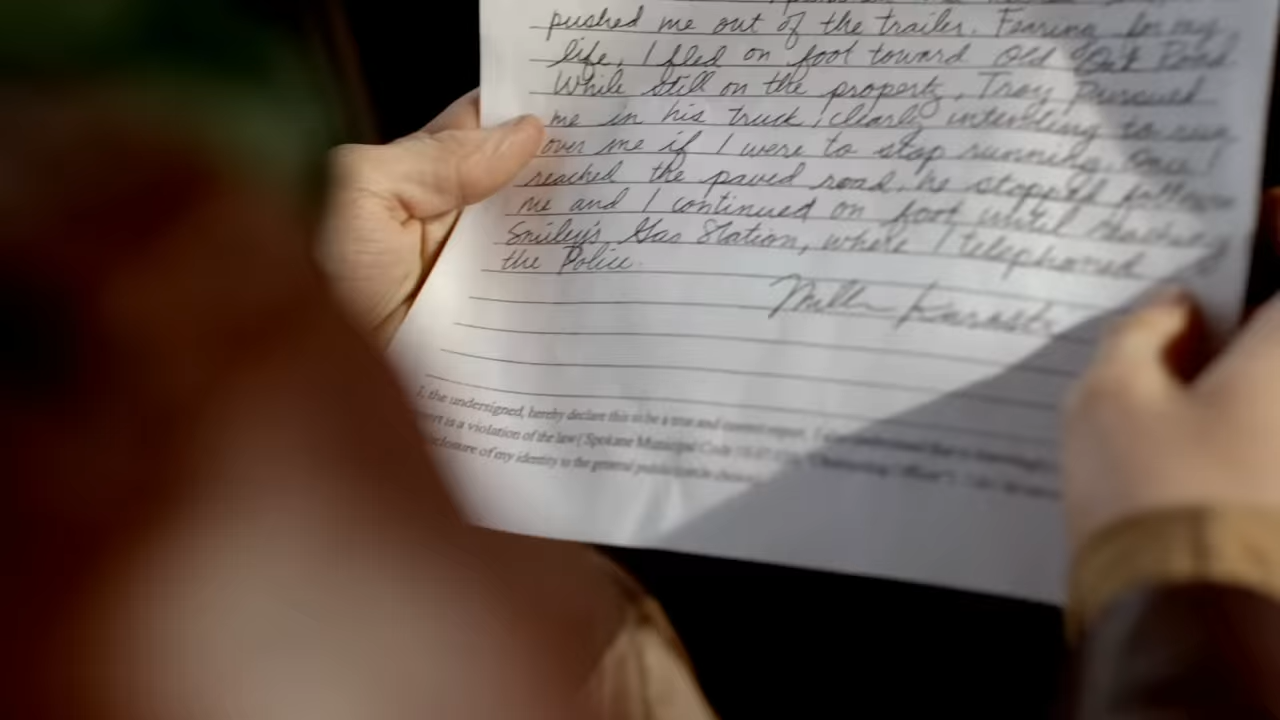 pushed me out of the trailer. Fearing for my
life, I fled on foot toward Old Oak Road
While still on the property, Troy pursued
me in his truck, clearly intending to run
over me if I were to stop running. Once I
reached the paved road, he stopped
me and I continued on foot until reaching
Smiley's Gas Station, where I telephoned
the Police.
I, the undersigned, hereby declare this to be a true and correct report. I
is a violation of the law (Spokane Municipal Code
of my identity to the general public